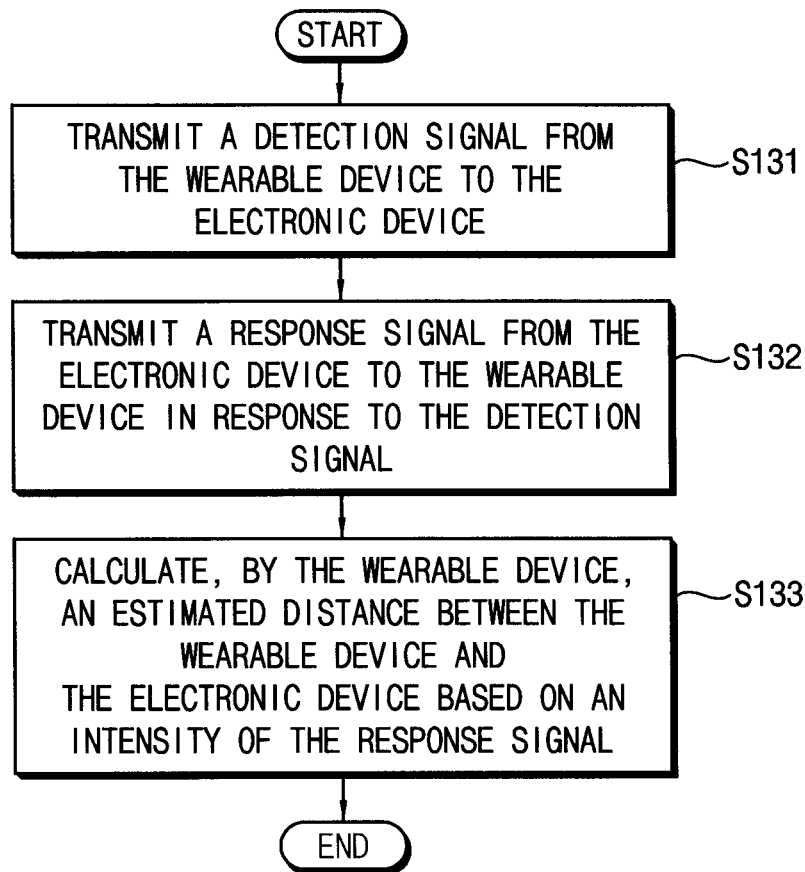 START
TRANSMIT A DETECTION SIGNAL FROM
THE WEARABLE DEVICE TO THE
ELECTRONIC DEVICE
S131
TRANSMIT A RESPONSE SIGNAL FROM THE
ELECTRONIC DEVICE TO THE WEARABLE
DEVICE IN RESPONSE TO THE DETECTION
SIGNAL
S132
CALCULATE, BY THE WEARABLE DEVICE,
AN ESTIMATED DISTANCE BETWEEN THE
WEARABLE DEVICE AND
THE ELECTRONIC DEVICE BASED ON AN
INTENSITY OF THE RESPONSE SIGNAL
S133
END